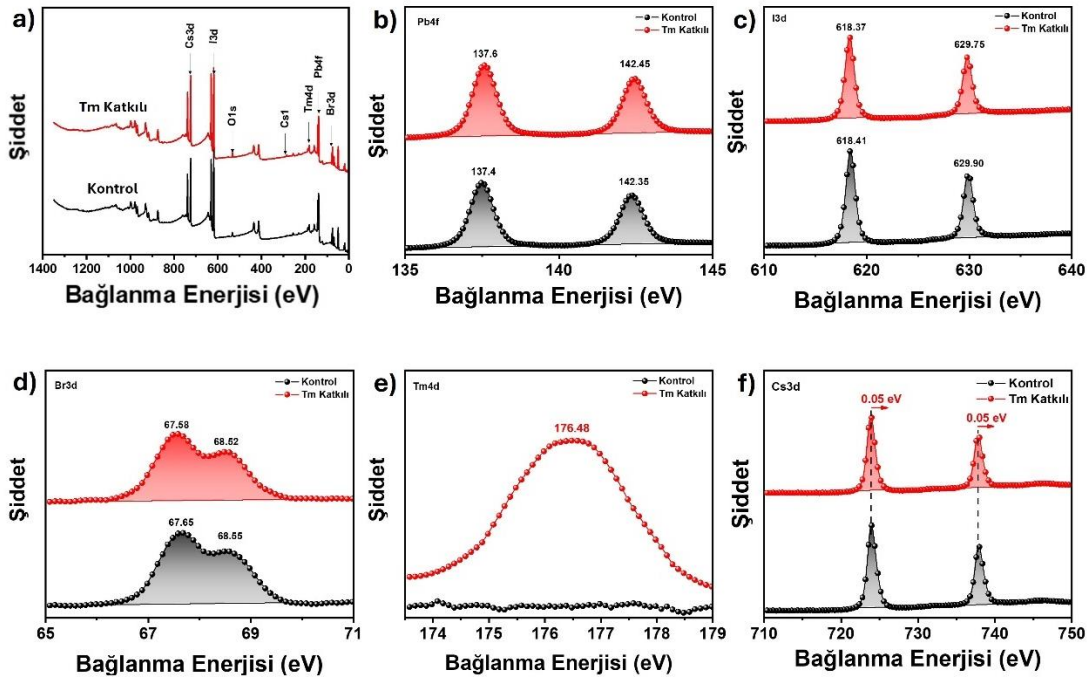 a)
Cs3d
I3d
O1s
Cs1
Tm4d
Pb4f
Br3d
Tm Katkılı
Kontrol
Şiddet
1400 1200 1000 800 600 400 200 0
Bağlanma Enerjisi (eV)
b)
Pb4f
Kontrol
Tm Katkılı
137.6
142.45
137.4
142.35
Şiddet
135 140 145
Bağlanma Enerjisi (eV)
c)
I3d
Kontrol
Tm Katkılı
618.37
629.75
618.41
629.90
Şiddet
610 620 630 640
Bağlanma Enerjisi (eV)
d)
Br3d
Kontrol
Tm Katkılı
67.58
68.52
67.65
68.55
Şiddet
65 67 69 71
Bağlanma Enerjisi (eV)
e)
Tm4d
Kontrol
Tm Katkılı
176.48
Şiddet
174 175 176 177 178 179
Bağlanma Enerjisi (eV)
f)
Cs3d
Kontrol
Tm Katkılı
0.05 eV
0.05 eV
Şiddet
710 720 730 740 750
Bağlanma Enerjisi (eV)